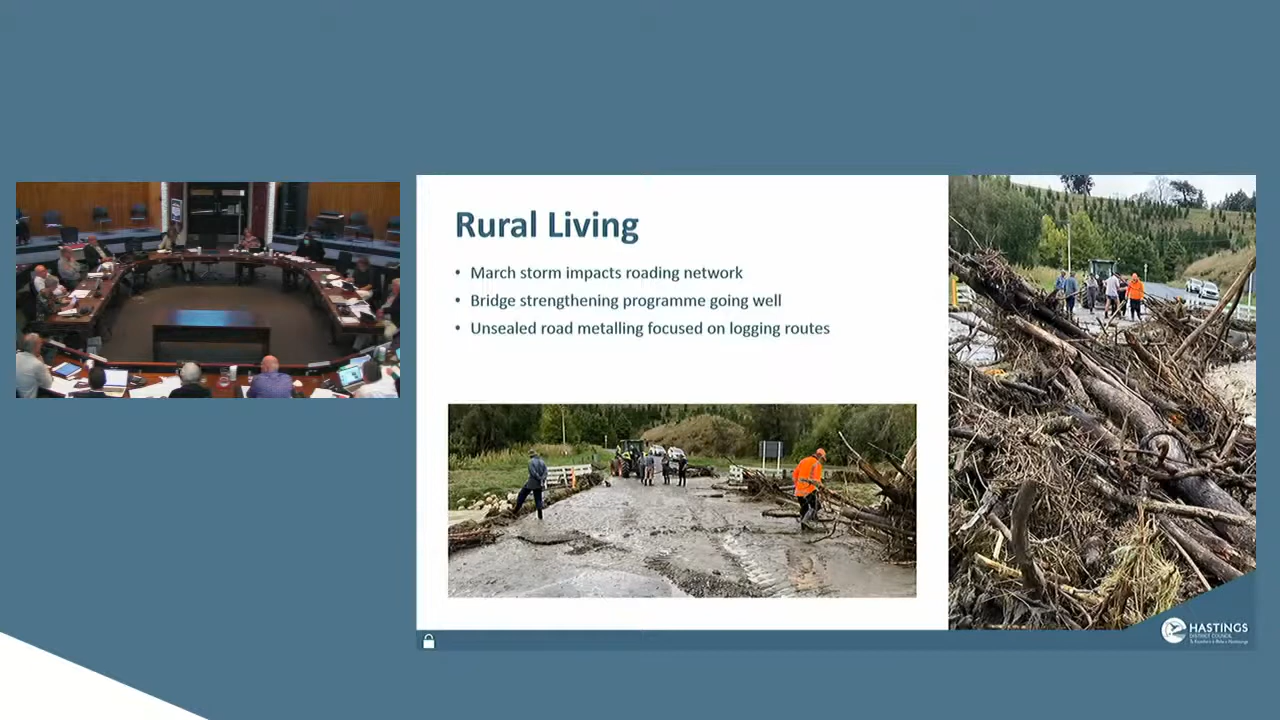 Rural Living
• March storm impacts roading network
• Bridge strengthening programme going well
• Unsealed road metalling focused on logging routes
HASTINGS
DISTRICT COUNCIL